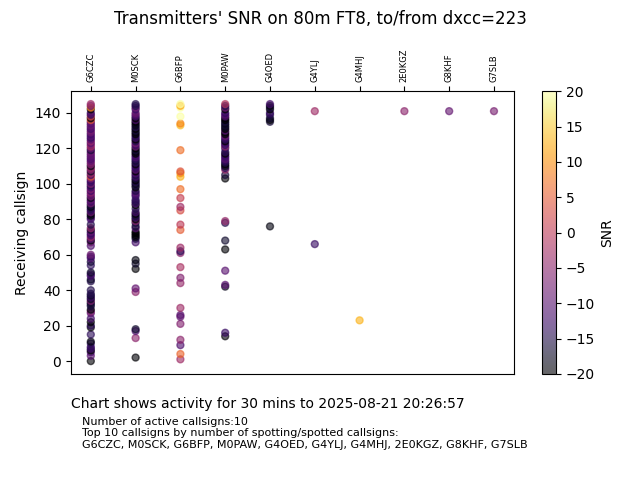 Transmitters' SNR on 80m FT8, to/from dxcc=223
G6CZC M0SCK G6BFP M0PAW G4OED G4YLJ G4MHJ 2E0KGZ G8KHF G7SLB
140
120
100
80
60
40
20
0
Receiving callsign
20
15
10
5
0
−5
−10
−15
−20
SNR
Chart shows activity for 30 mins to 2025-08-21 20:26:57
Number of active callsigns:10
Top 10 callsigns by number of spotting/spotted callsigns:
G6CZC, M0SCK, G6BFP, M0PAW, G4OED, G4YLJ, G4MHJ, 2E0KGZ, G8KHF, G7SLB